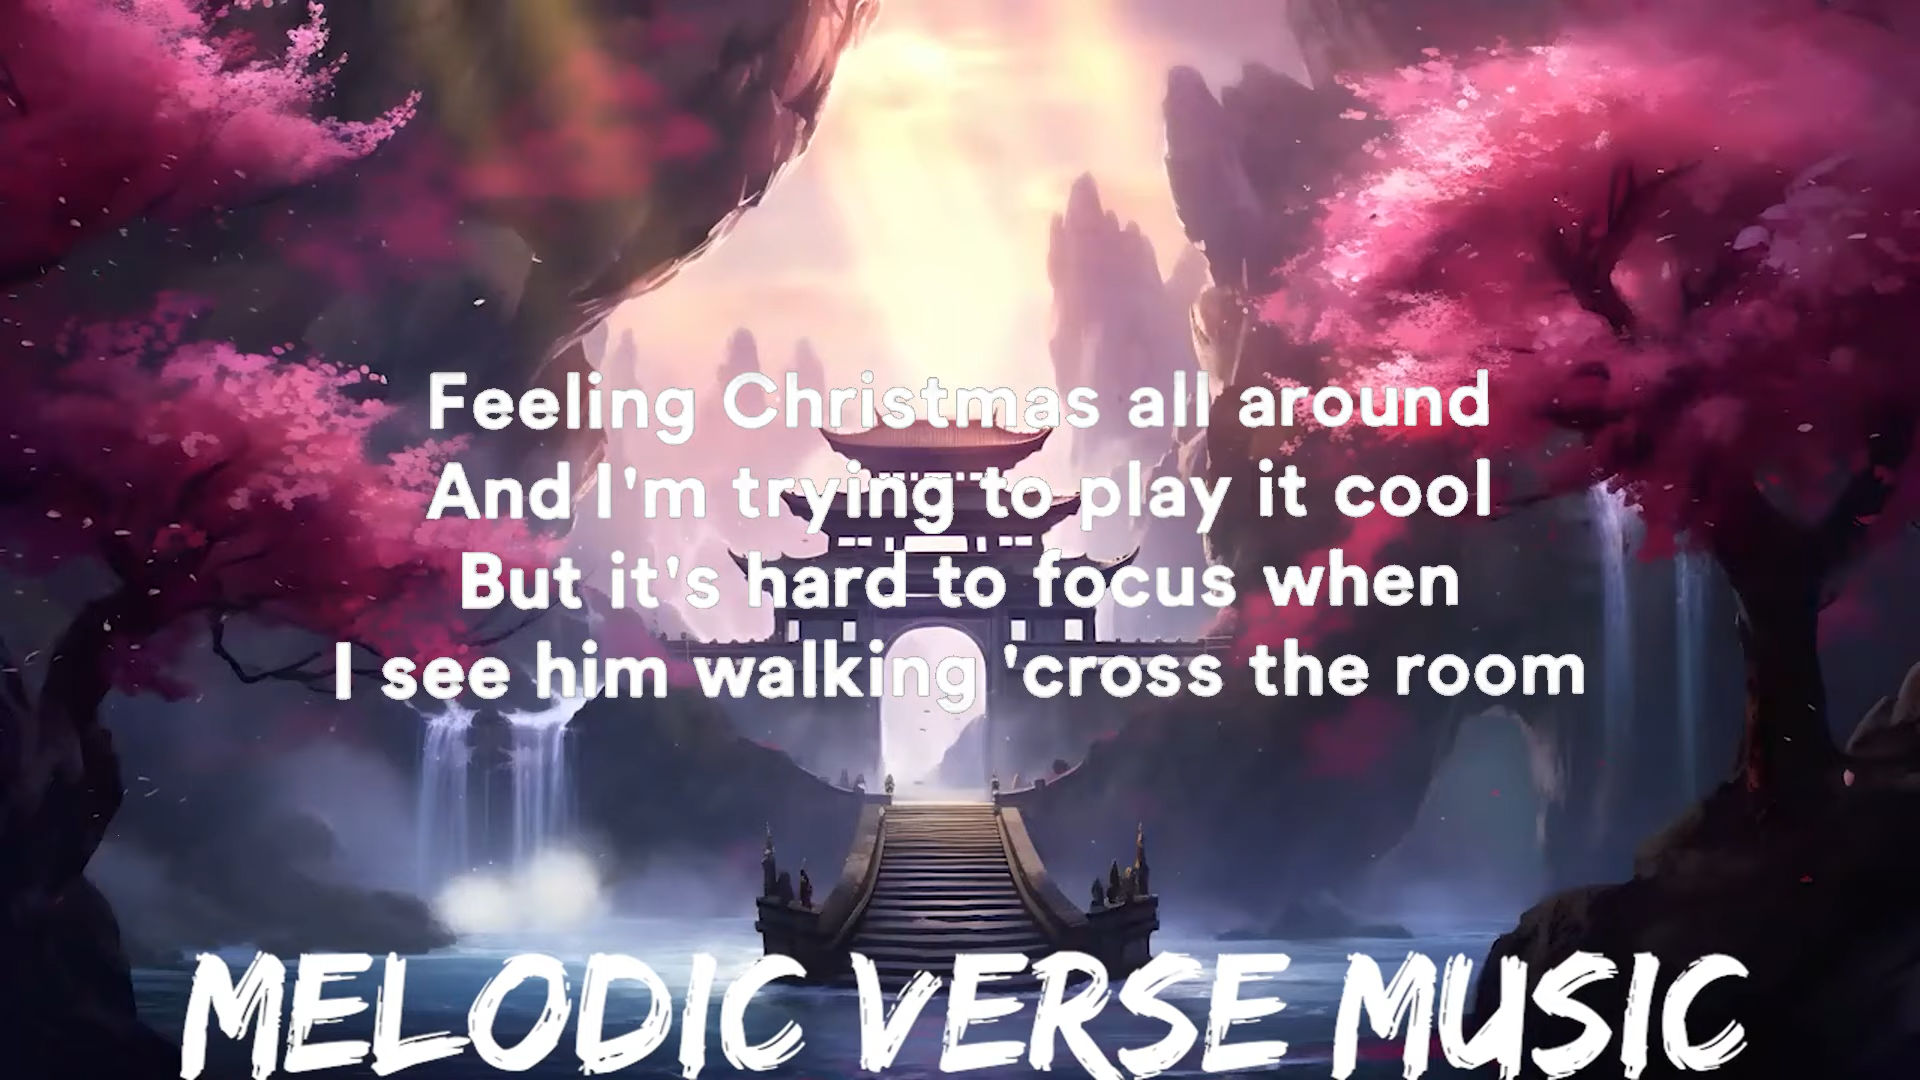 Feeling Christmas all around
And I'm trying to play it cool
But it's hard to focus when
I see him walking 'cross the room
MELODIC VERSE MUSIC